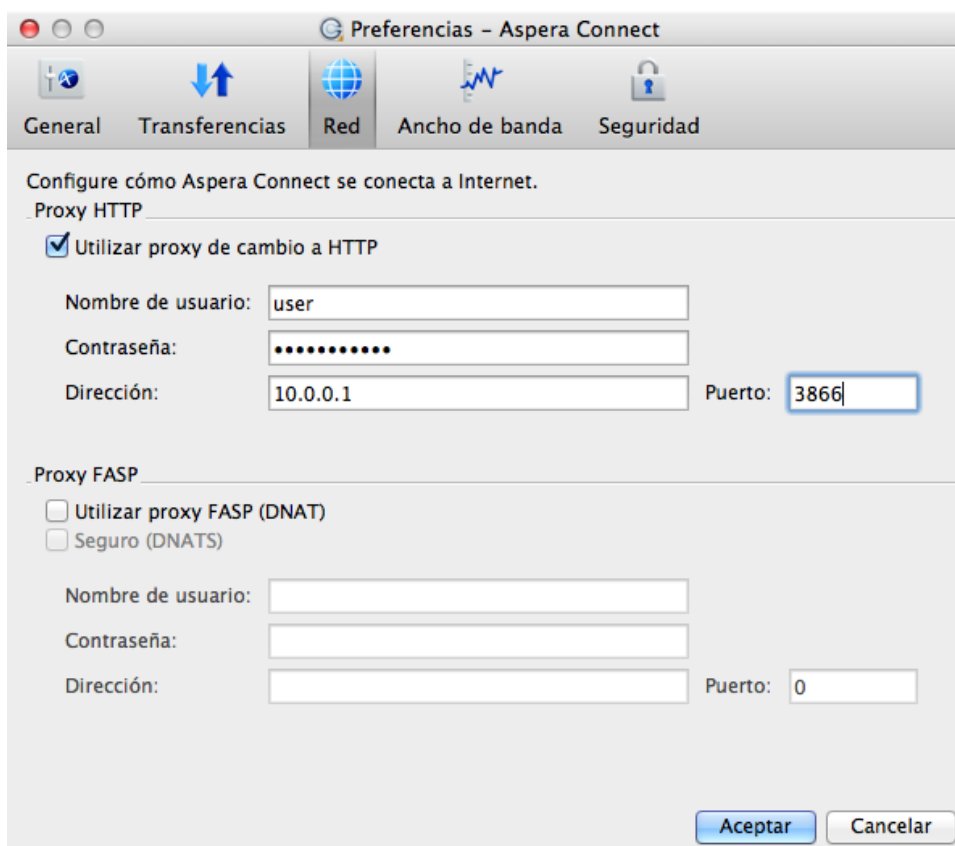 Preferencias – Aspera Connect
General Transferencias Red Ancho de banda Seguridad
Configure cómo Aspera Connect se conecta a Internet.
Proxy HTTP
Utilizar proxy de cambio a HTTP
Nombre de usuario: user
Contraseña: •••••••••••
Dirección: 10.0.0.1 Puerto: 3866
Proxy FASP
Utilizar proxy FASP (DNAT)
Seguro (DNATS)
Nombre de usuario:
Contraseña:
Dirección: Puerto: 0
Aceptar Cancelar